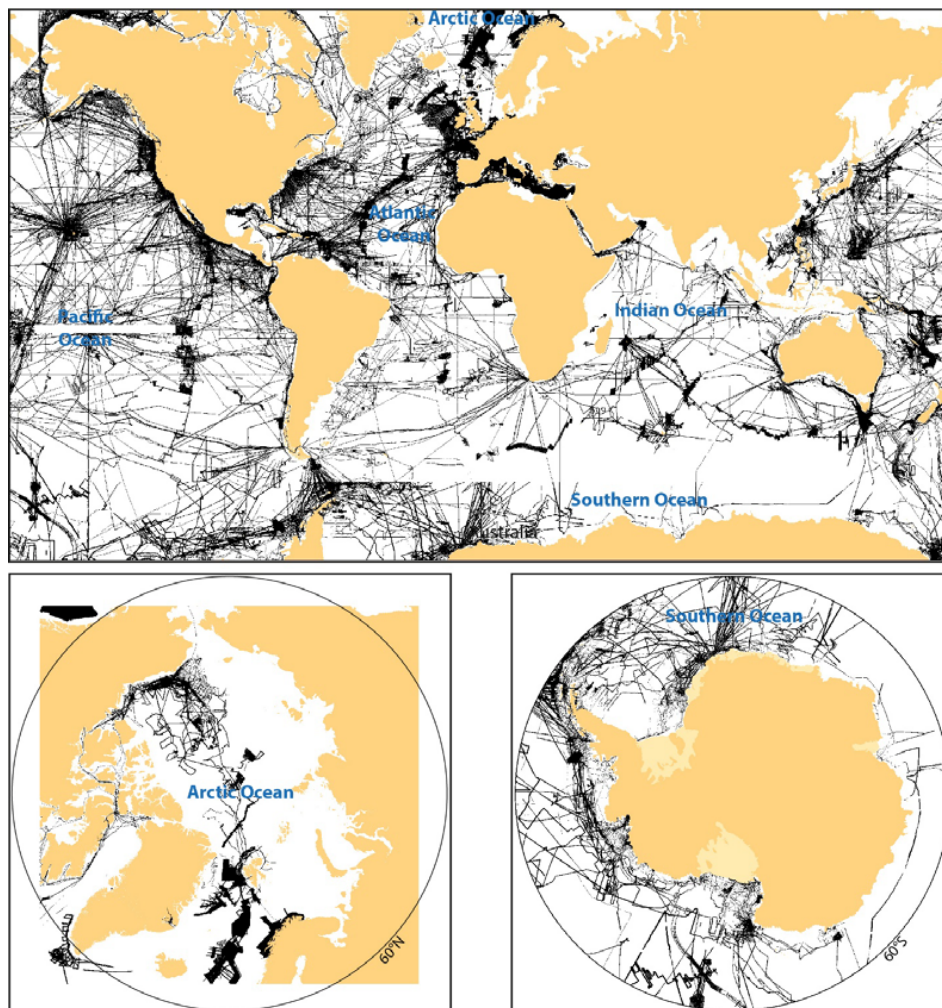 Arctic Ocean
Atlantic
Ocean
Pacific
Ocean
Indian Ocean
Southern Ocean
Australia
Arctic Ocean
60°N
Southern Ocean
60°S